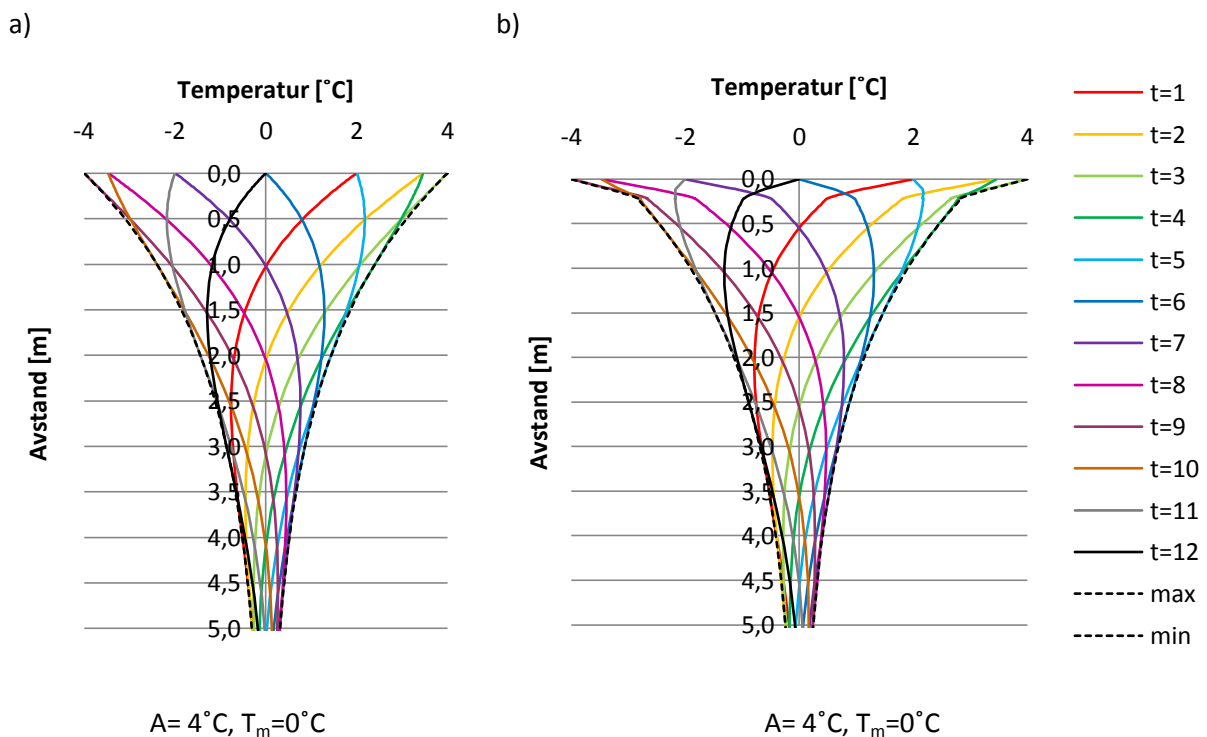 a)
Temperatur [˚C]
-4 -2 0 2 4
Avstand [m]
0,0
0,5
1,0
1,5
2,0
2,5
3,0
3,5
4,0
4,5
5,0
A= 4˚C, Tm=0˚C
b)
Temperatur [˚C]
-4 -2 0 2 4
Avstand [m]
0,0
0,5
1,0
1,5
2,0
2,5
3,0
3,5
4,0
4,5
5,0
A= 4˚C, Tm=0˚C
t=1
t=2
t=3
t=4
t=5
t=6
t=7
t=8
t=9
t=10
t=11
t=12
max
min